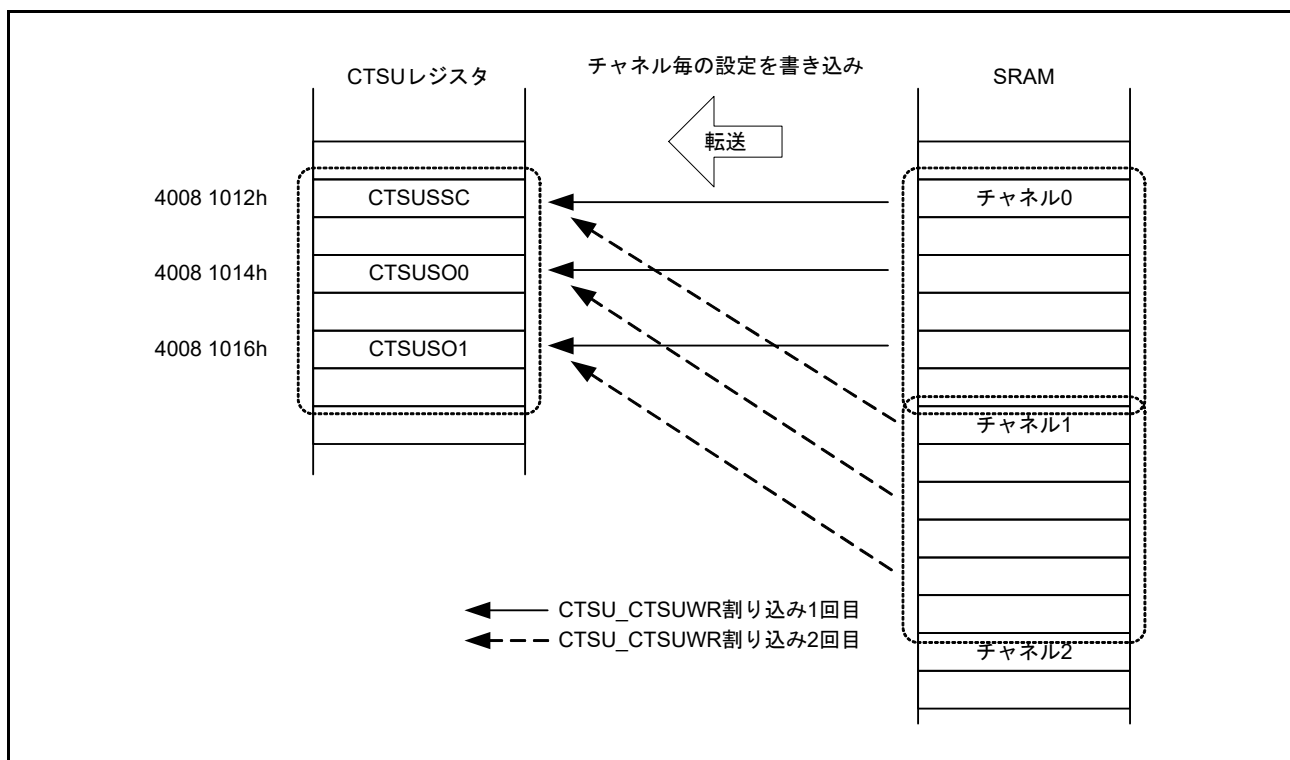 CTSUレジスタ
チャネル毎の設定を書き込み
SRAM
転送
4008 1012h
CTSUSSC
チャネル0
4008 1014h
CTSUSO0
4008 1016h
CTSUSO1
チャネル1
CTSU_CTSUWR割り込み1回目
CTSU_CTSUWR割り込み2回目
チャネル2